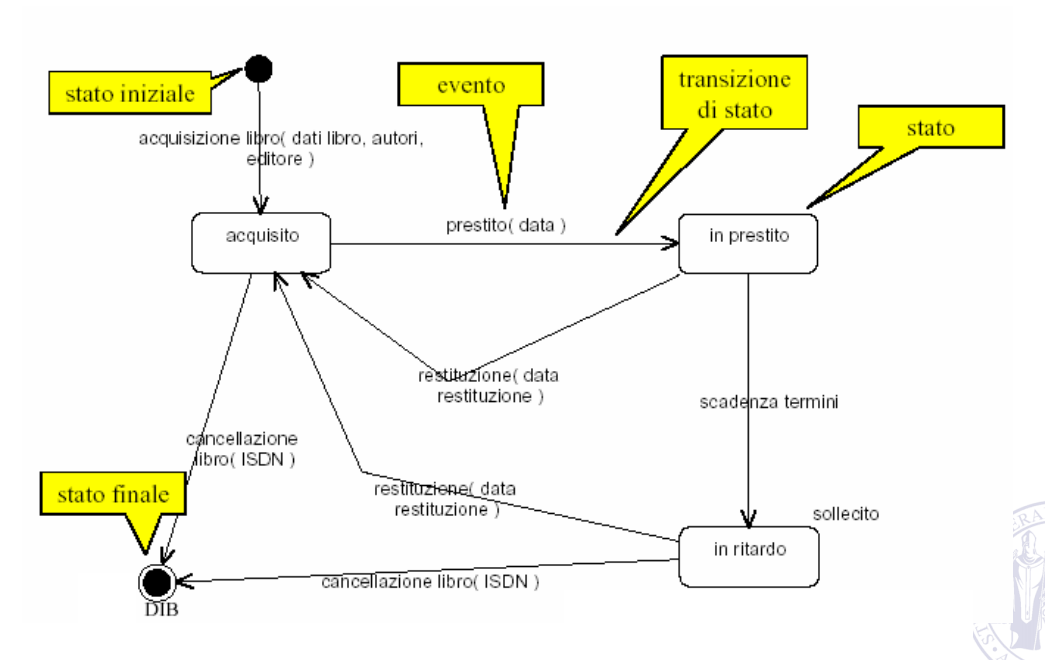 stato iniziale
evento
transizione
di stato
stato
acquisizione libro( dati libro, autori,
editore )
acquisito
prestito( data )
in prestito
restituzione( data
restituzione )
scadenza termini
cancellazione
libro( ISDN )
stato finale
restituzione( data
restituzione )
sollecito
in ritardo
cancellazione libro( ISDN )
DIB